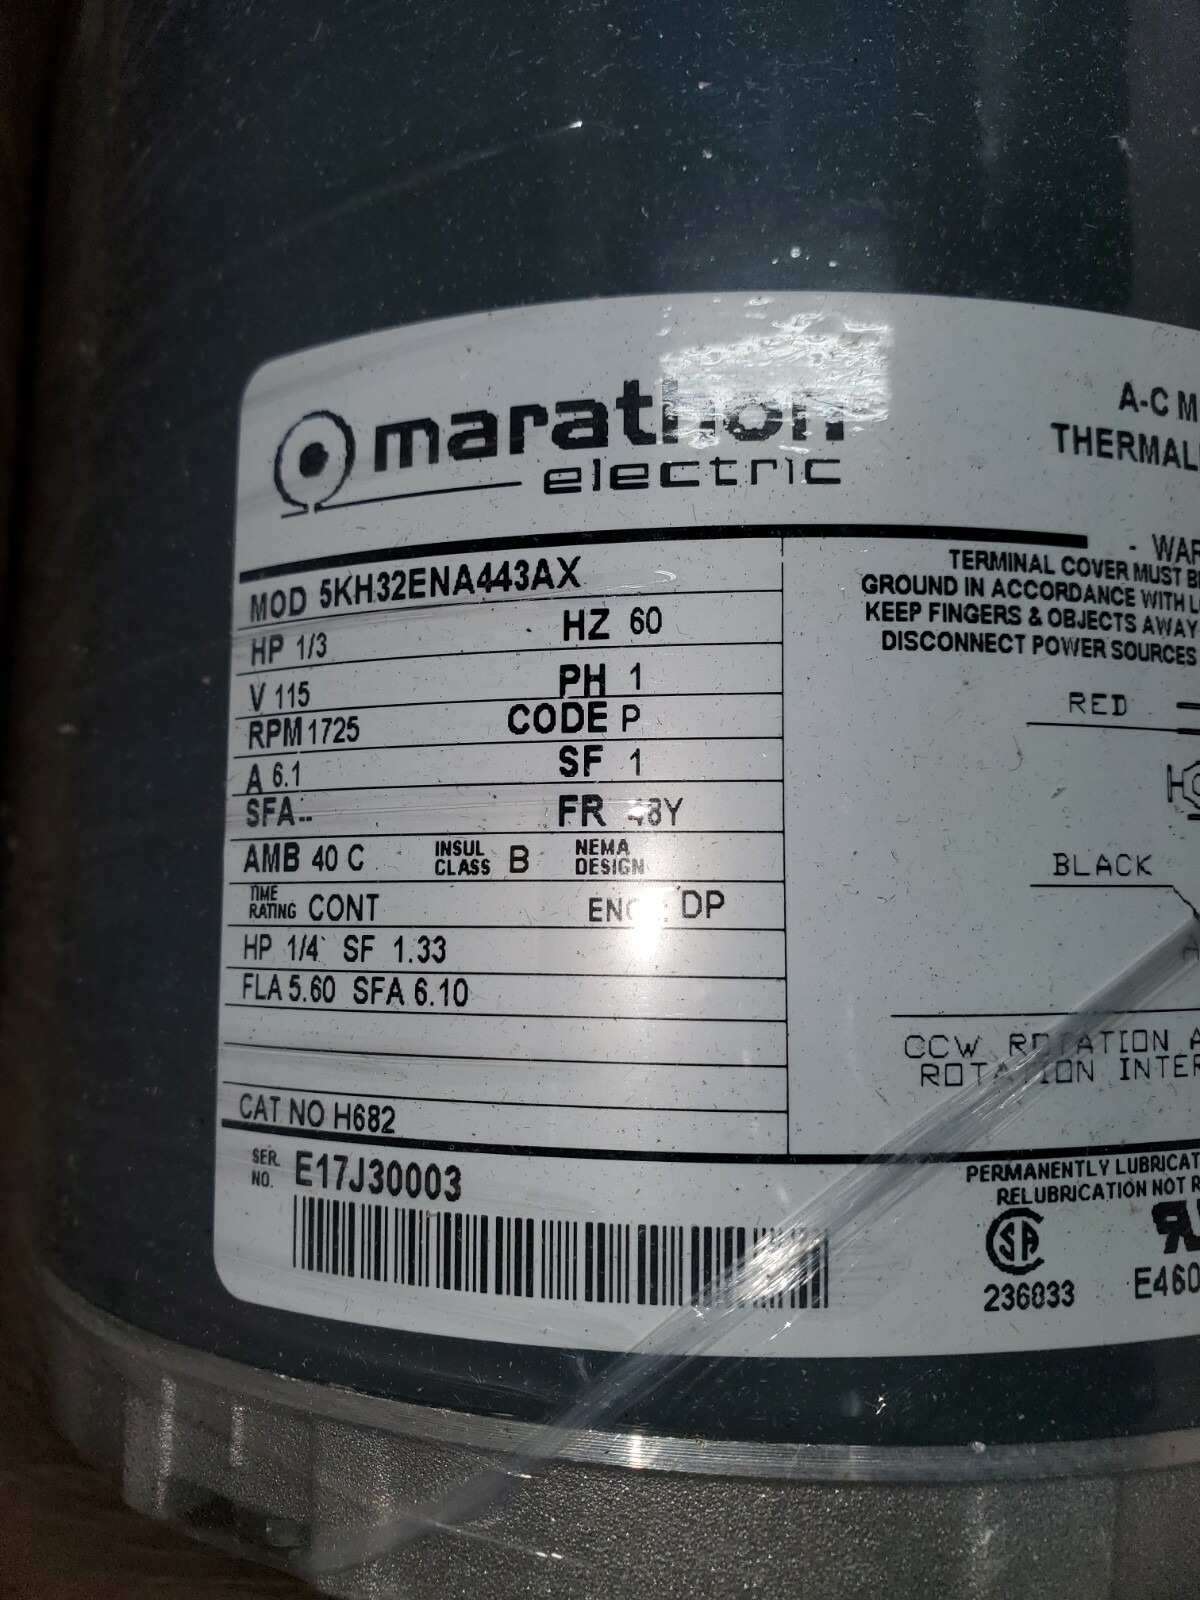 marathon
electric
A-C
THERMAL
MOD 5KH32ENA443AX
HP 1/3 HZ 60
V 115 PH 1
RPM 1725 CODE P
A 6.1 SF 1
SFA-- FR 48Y
AMB 40 C INSUL CLASS B NEMA DESIGN
TIME RATING CONT DP
HP 1/4 SF 1.33
FLA 5.60 SFA 6.10
CAT NO H682
SER. NO. E17J30003
TERMINAL COVER MUST
GROUND IN ACCORDANCE WITH
KEEP FINGERS & OBJECTS AWAY
DISCONNECT POWER SOURCES
RED
BLACK
CCW ROTATION
ROTATION INTER
PERMANENTLY LUBRICAT
RELUBRICATION NOT
SA
236033 E460